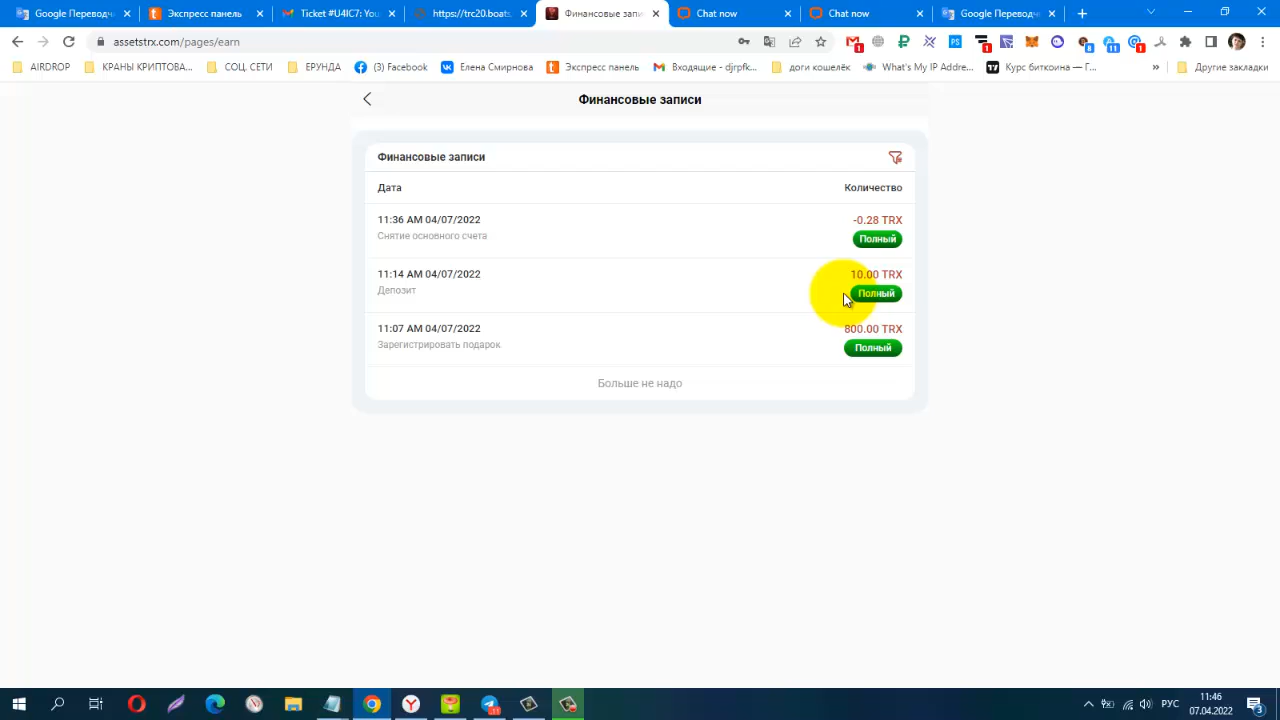 Google Переводч
Экспресс панель
Ticket #U4IC7: You
https://trc20.boats
Финансовые запи
Chat now
Chat now
Google Переводч
assetstrx.com/pages/earn
AIRDROP
КРАНЫ КРИПТОВА...
СОЦ. СЕТИ
ЕРУНДА
(3) Facebook
Елена Смирнова
Экспресс панель
Входящие - djrpfk...
доги кошелёк
What's My IP Addre...
Курс биткоина — Г...
Другие закладки
Финансовые записи
Финансовые записи
Дата Количество
11:36 AM 04/07/2022 -0.28 TRX
Снятие основного счета Полный
11:14 AM 04/07/2022 10.00 TRX
Депозит Полный
11:07 AM 04/07/2022 800.00 TRX
Зарегистрировать подарок Полный
Больше не надо
РУС
11:46
07.04.2022